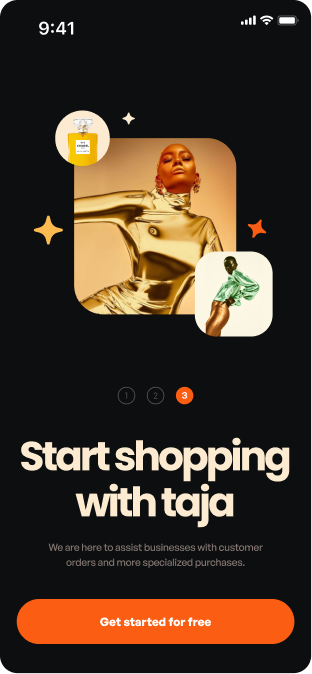 9:41
CHANEL
1
2
3
Start shopping
with taja
We are here to assist businesses with customer
orders and more specialized purchases.
Get started for free